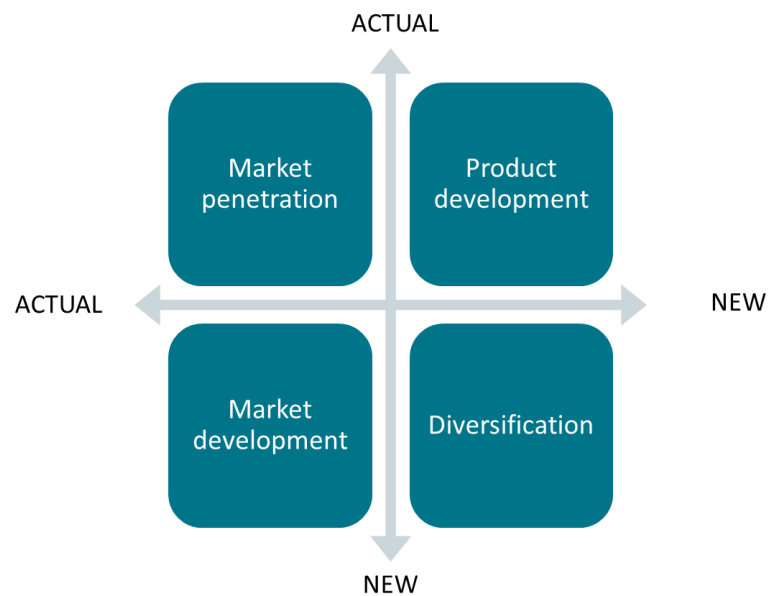 ACTUAL
Market
penetration
Product
development
ACTUAL
NEW
Market
development
Diversification
NEW